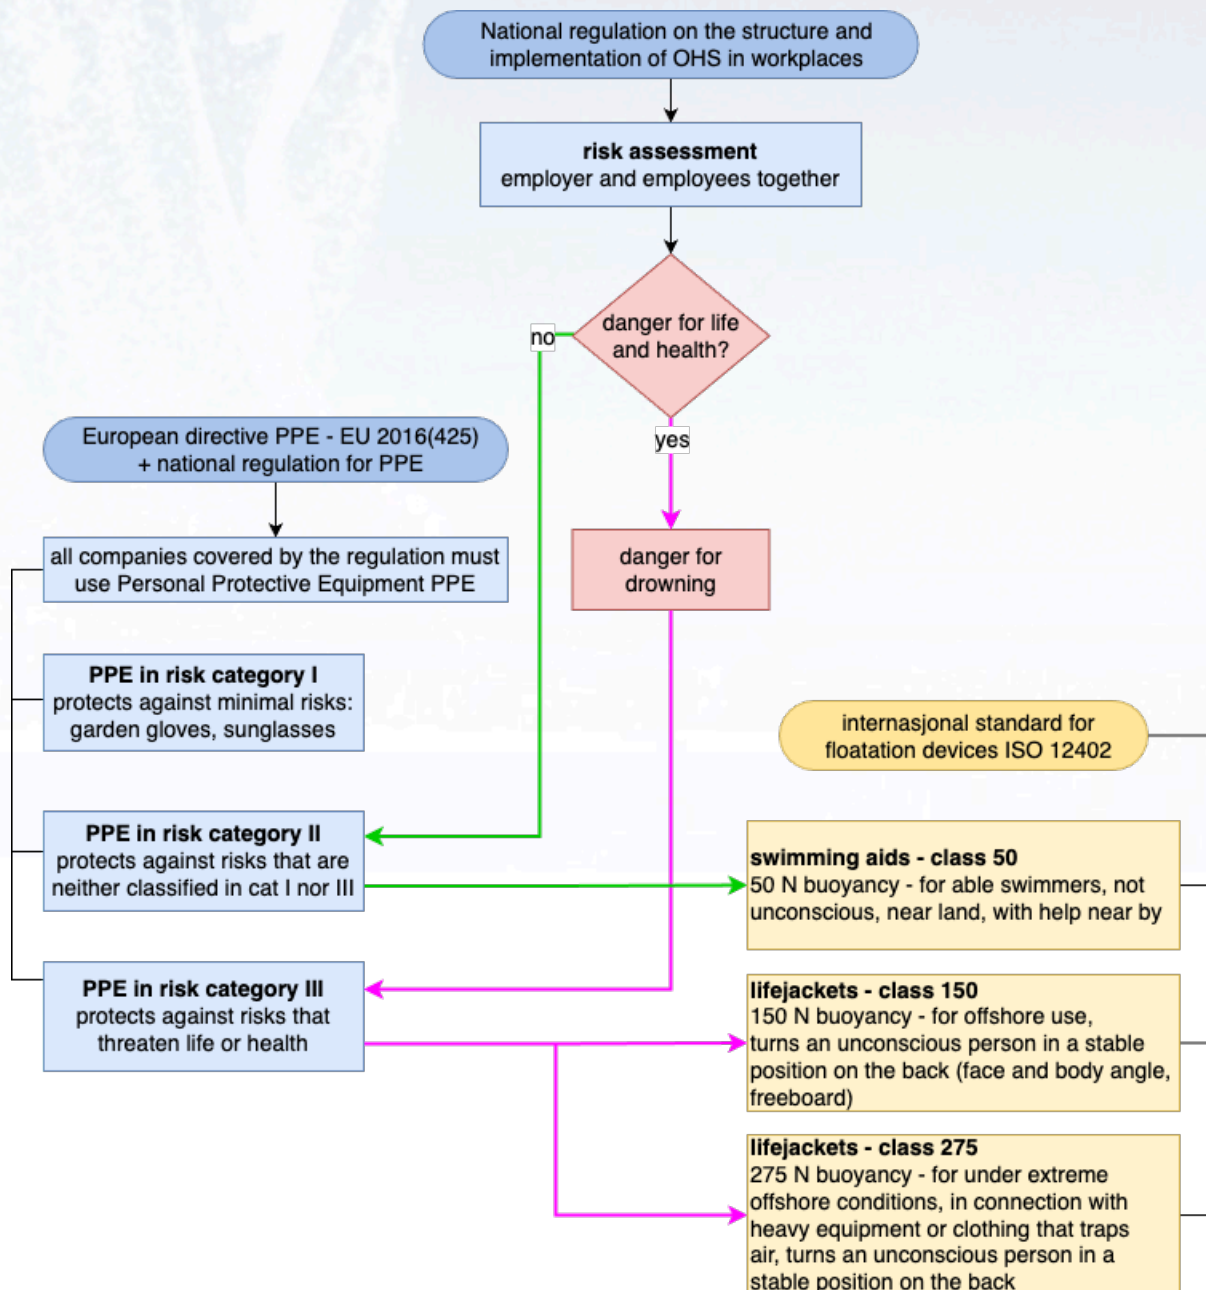 National regulation on the structure and
implementation of OHS in workplaces
risk assessment
employer and employees together
danger for life
and health?
no
yes
European directive PPE - EU 2016(425)
+ national regulation for PPE
all companies covered by the regulation must
use Personal Protective Equipment PPE
danger for
drowning
PPE in risk category I
protects against minimal risks:
garden gloves, sunglasses
internasjonal standard for
floatation devices ISO 12402
PPE in risk category II
protects against risks that are
neither classified in cat I nor III
swimming aids - class 50
50 N buoyancy - for able swimmers, not
unconscious, near land, with help near by
PPE in risk category III
protects against risks that
threaten life or health
lifejackets - class 150
150 N buoyancy - for offshore use,
turns an unconscious person in a stable
position on the back (face and body angle,
freeboard)
lifejackets - class 275
275 N buoyancy - for under extreme
offshore conditions, in connection with
heavy equipment or clothing that traps
air, turns an unconscious person in a
stable position on the back